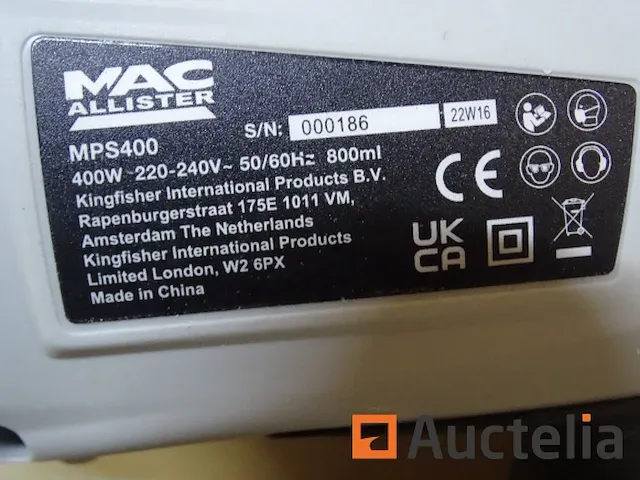 MAC
ALLISTER
S/N: 000186 22W16
MPS400
400W 220-240V~ 50/60Hz 800ml
Kingfisher International Products B.V.
Rapenburgerstraat 175E 1011 VM,
Amsterdam The Netherlands
Kingfisher International Products
Limited London, W2 6PX
Made in China
CE
UK
CA
Auctelia